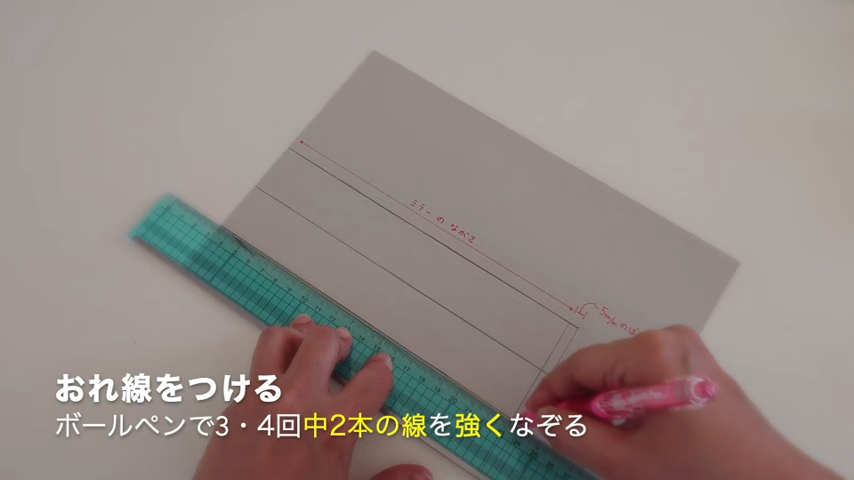 ミラーのながさ
おれ線をつける
ボールペンで3・4回中2本の線を強くなぞる